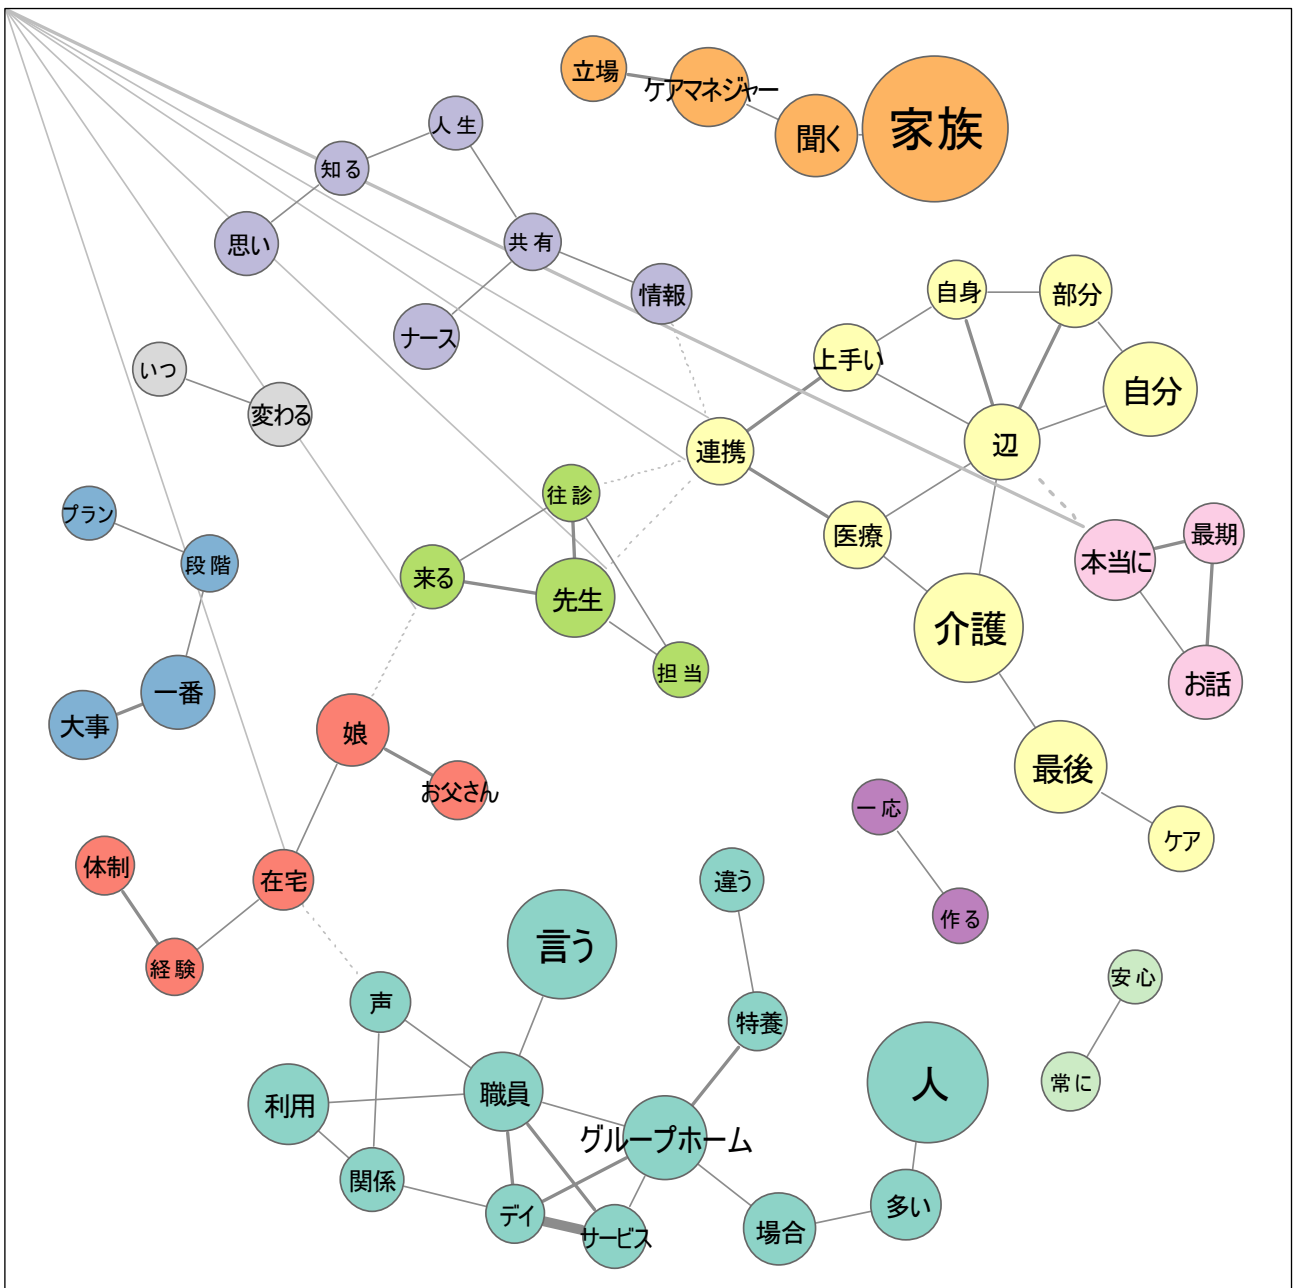 立場
ケアマネジャー
聞く
家族
人生
知る
思い
共有
情報
ナース
自身
部分
上手い
自分
いつ
変わる
連携
辺
往診
プラン
段階
来る
先生
医療
本当に
最期
介護
担当
お話
一番
大事
娘
お父さん
最後
一応
ケア
体制
在宅
違う
作る
経験
言う
安心
声
特養
常に
利用
職員
人
グループホーム
関係
デイ
サービス
場合
多い